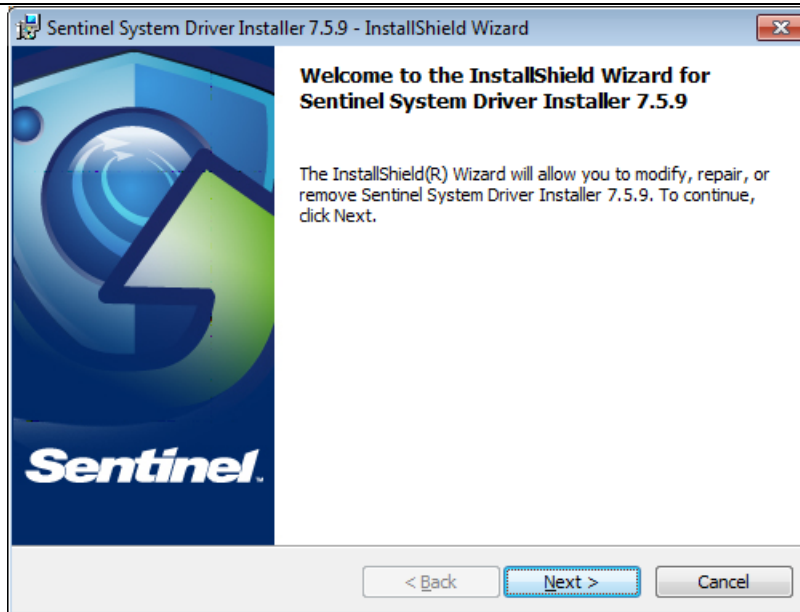 Sentinel System Driver Installer 7.5.9 - InstallShield Wizard
Welcome to the InstallShield Wizard for
Sentinel System Driver Installer 7.5.9
The InstallShield(R) Wizard will allow you to modify, repair, or
remove Sentinel System Driver Installer 7.5.9. To continue,
click Next.
Sentinel™
< Back Next > Cancel